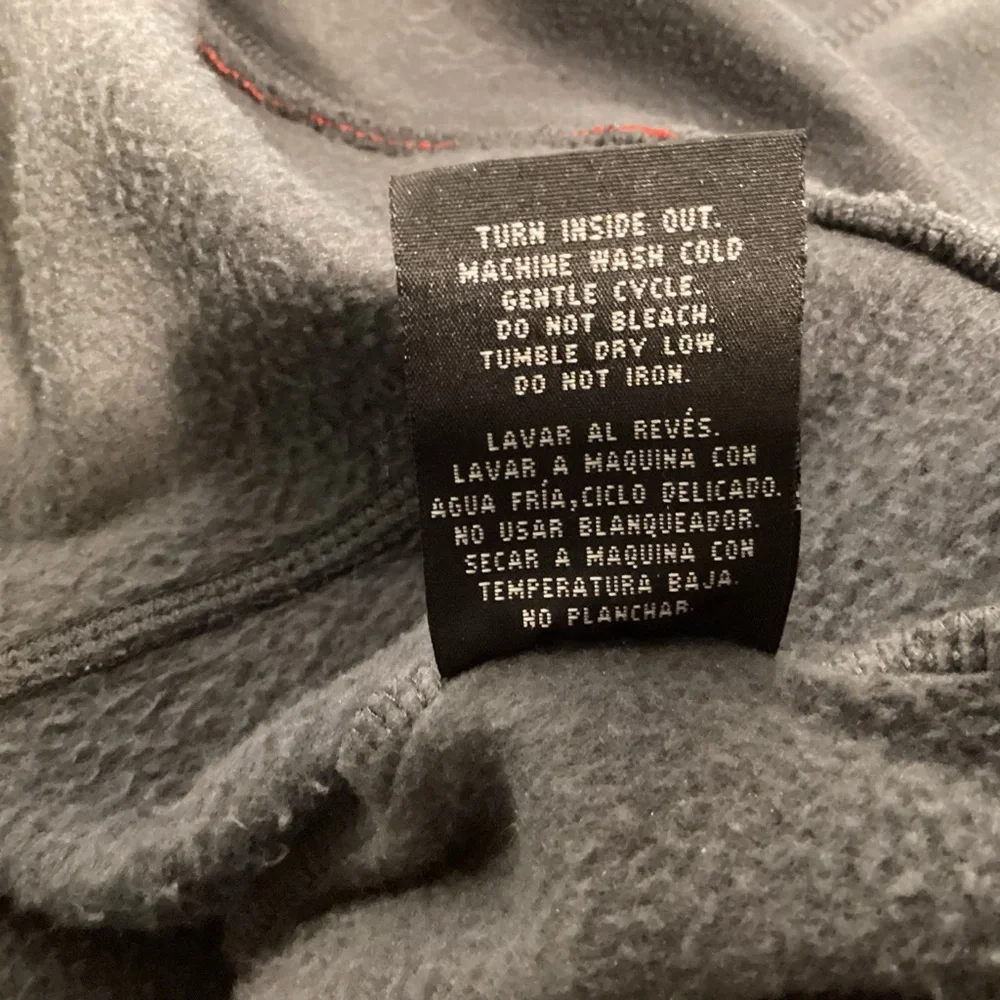 TURN INSIDE OUT.
MACHINE WASH COLD
GENTLE CYCLE.
DO NOT BLEACH.
TUMBLE DRY LOW.
DO NOT IRON.
LAVAR AL REVÉS.
LAVAR A MAQUINA CON
AGUA FRÍA,CICLO DELICADO.
NO USAR BLANQUEADOR.
SECAR A MAQUINA CON
TEMPERATURA BAJA.
NO PLANCHAR.